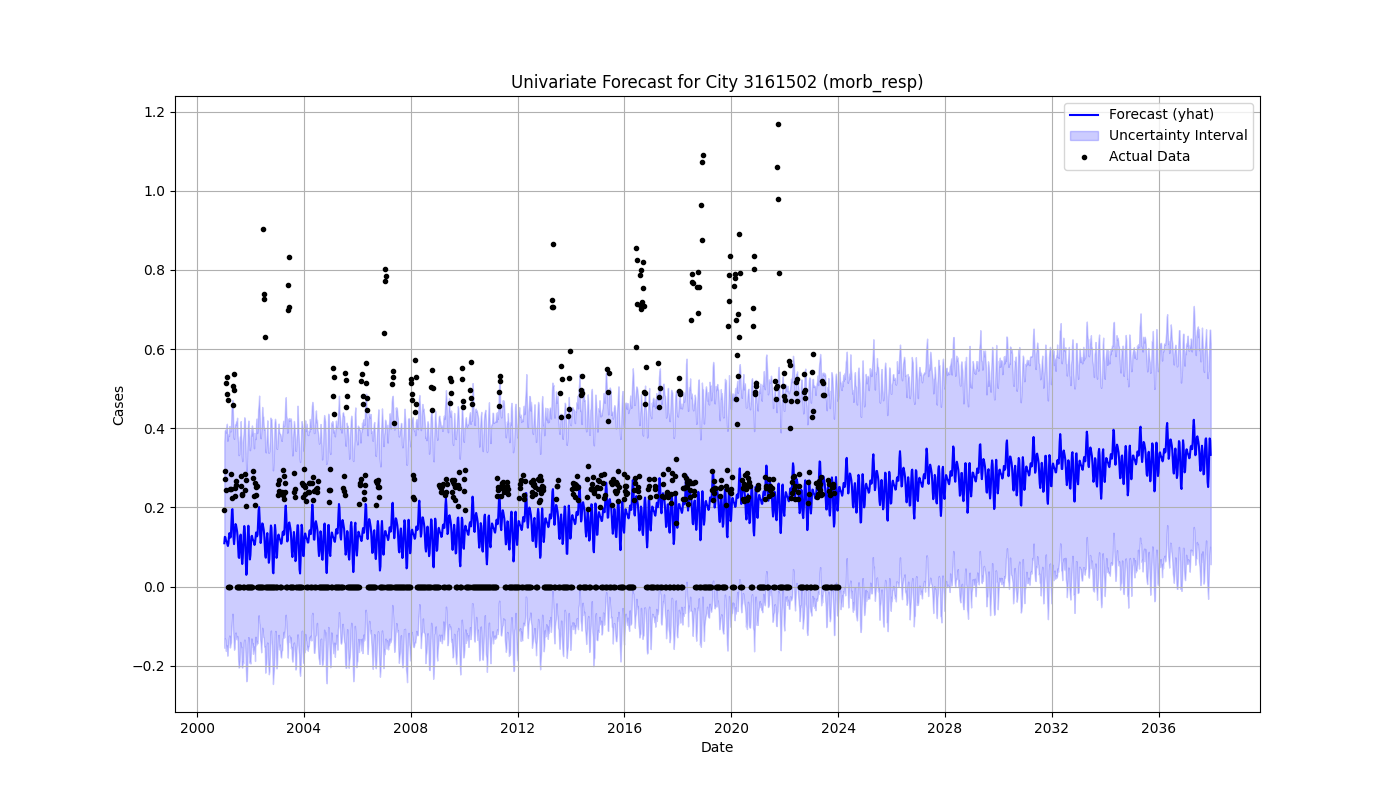 Univariate Forecast for City 3161502 (morb_resp)
Forecast (yhat)
Uncertainty Interval
Actual Data
1.2
1.0
0.8
0.6
0.4
0.2
0.0
−0.2
Cases
2000 2004 2008 2012 2016 2020 2024 2028 2032 2036
Date